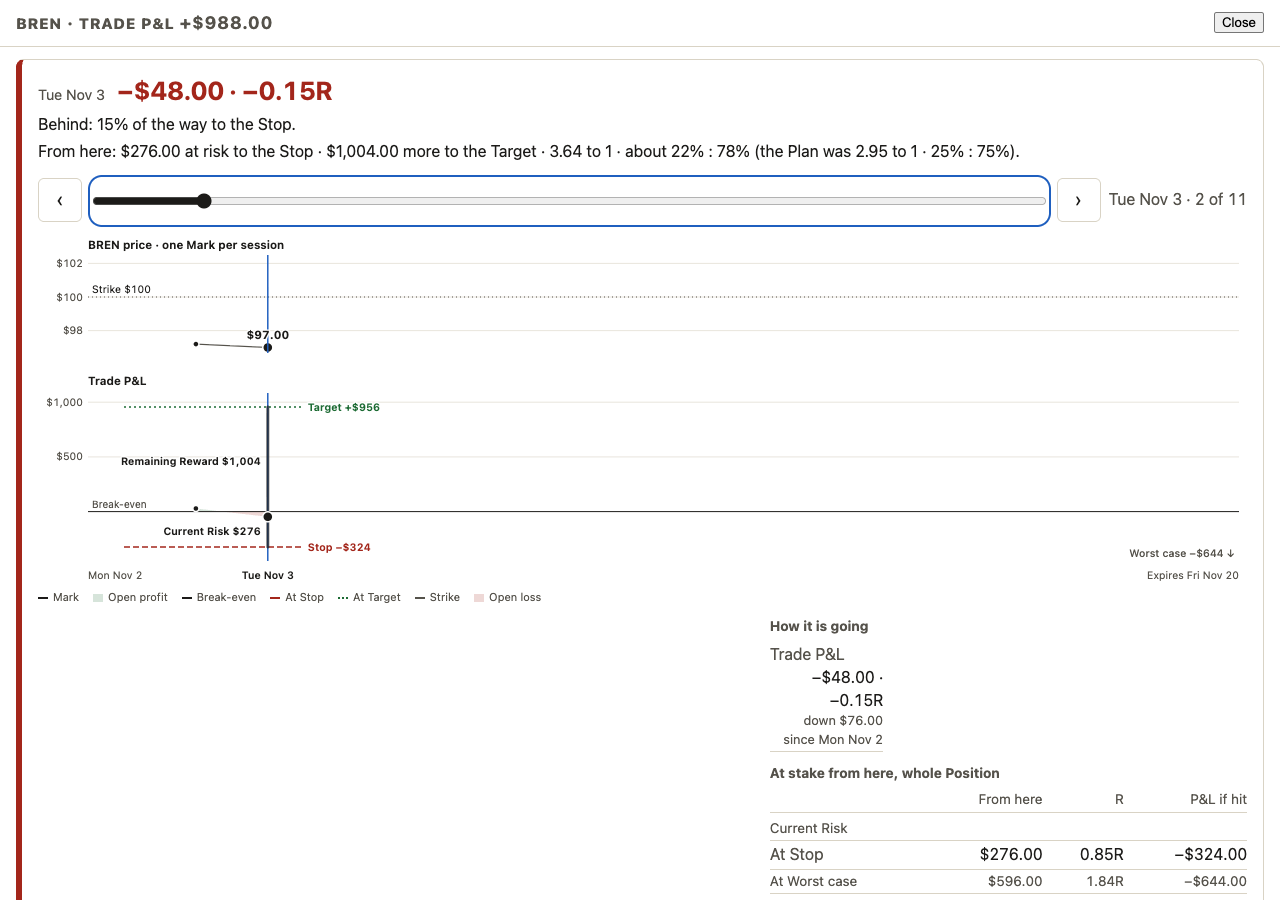 BREN · TRADE P&L +$988.00
Close
Tue Nov 3 −$48.00 · −0.15R
Behind: 15% of the way to the Stop.
From here: $276.00 at risk to the Stop · $1,004.00 more to the Target · 3.64 to 1 · about 22% : 78% (the Plan was 2.95 to 1 · 25% : 75%).
‹
›
Tue Nov 3 · 2 of 11
BREN price · one Mark per session
$102
Strike $100
$100
$98
$97.00
Trade P&L
$1,000
Target +$956
$500
Remaining Reward $1,004
Break-even
Current Risk $276
Stop −$324
Worst case −$644 ↓
Mon Nov 2
Tue Nov 3
Expires Fri Nov 20
Mark Open profit Break-even At Stop At Target Strike Open loss
How it is going
Trade P&L
−$48.00 ·
−0.15R
down $76.00
since Mon Nov 2
At stake from here, whole Position
From here R P&L if hit
Current Risk
At Stop $276.00 0.85R −$324.00
At Worst case $596.00 1.84R −$644.00